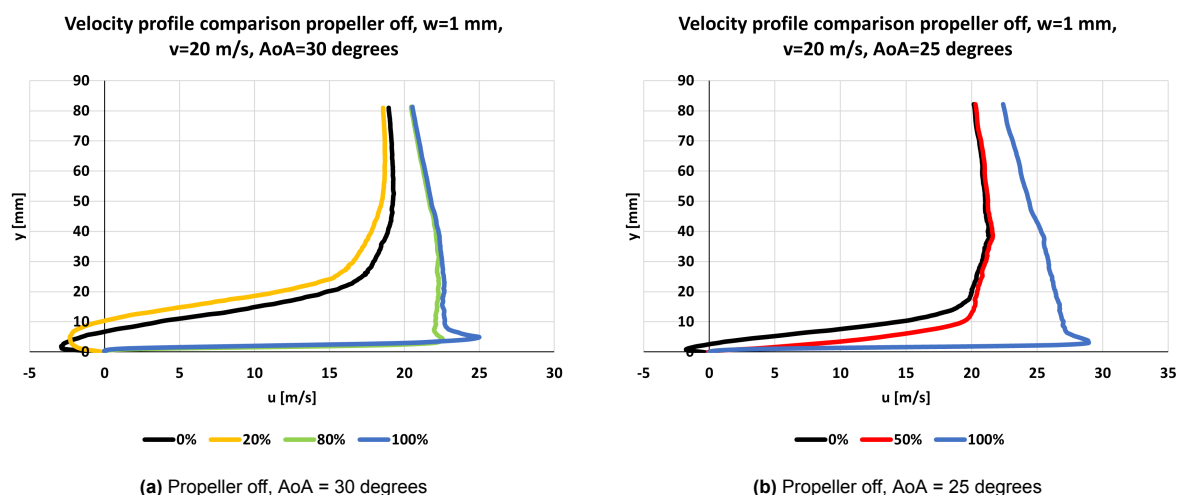 Velocity profile comparison propeller off, w=1 mm,
v=20 m/s, AoA=30 degrees
90
80
70
60
50
40
30
20
10
0
y [mm]
-5 0 5 10 15 20 25 30
u [m/s]
0% 20% 80% 100%
(a) Propeller off, AoA = 30 degrees
Velocity profile comparison propeller off, w=1 mm,
v=20 m/s, AoA=25 degrees
90
80
70
60
50
40
30
20
10
0
y [mm]
-5 0 5 10 15 20 25 30 35
u [m/s]
0% 50% 100%
(b) Propeller off, AoA = 25 degrees